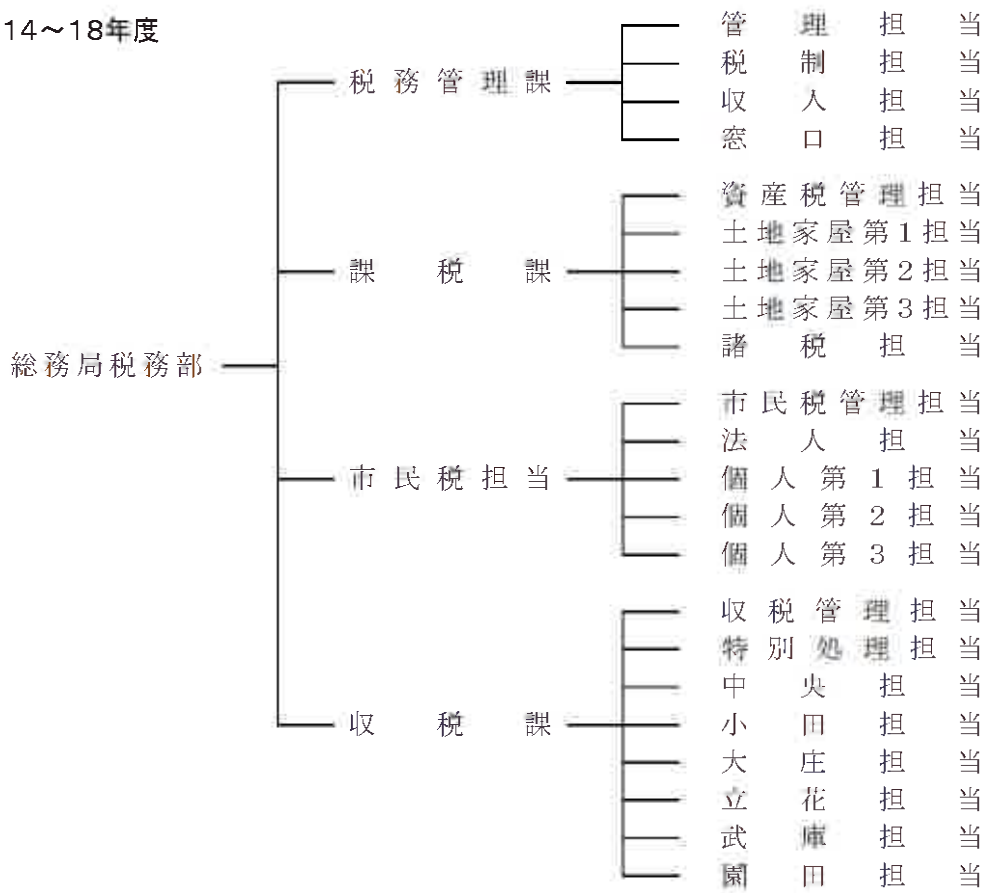 14～18年度
総務局税務部
税務管理課
管理担当
税制担当
収入担当
窓口担当
課税課
資産税管理担当
土地家屋第1担当
土地家屋第2担当
土地家屋第3担当
諸税担当
市民税担当
市民税管理担当
法人担当
個人第1担当
個人第2担当
個人第3担当
収税課
収税管理担当
特別処理担当
中央担当
小田担当
大庄担当
立花担当
武庫担当
園田担当